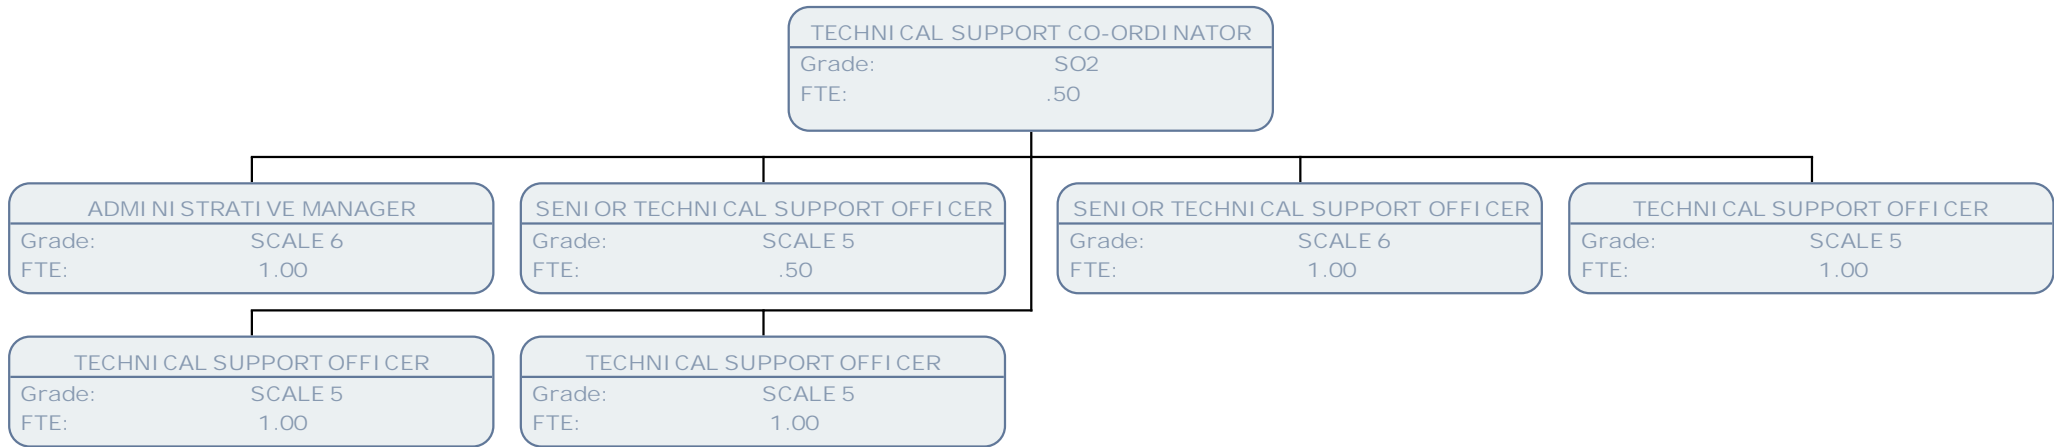 TECHNICAL SUPPORT CO-ORDINATOR
Grade: SO2
FTE: .50
ADMINISTRATIVE MANAGER
Grade: SCALE 6
FTE: 1.00
SENIOR TECHNICAL SUPPORT OFFICER
Grade: SCALE 5
FTE: .50
SENIOR TECHNICAL SUPPORT OFFICER
Grade: SCALE 6
FTE: 1.00
TECHNICAL SUPPORT OFFICER
Grade: SCALE 5
FTE: 1.00
TECHNICAL SUPPORT OFFICER
Grade: SCALE 5
FTE: 1.00
TECHNICAL SUPPORT OFFICER
Grade: SCALE 5
FTE: 1.00